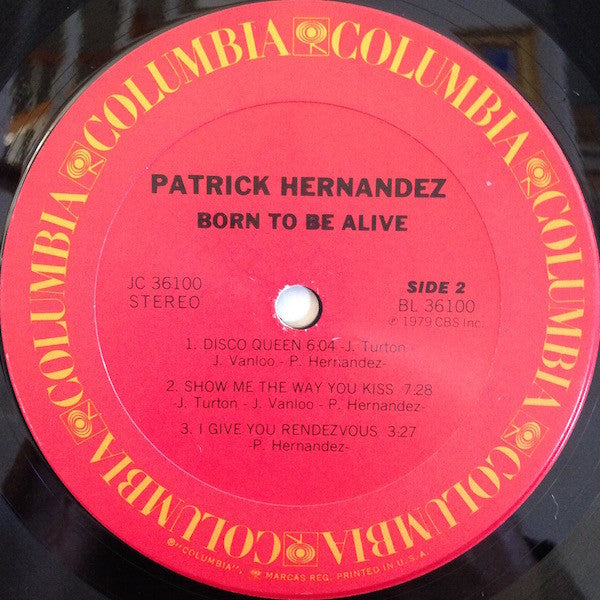 COLUMBIA COLUMBIA COLUMBIA COLUMBIA COLUMBIA COLUMBIA
PATRICK HERNANDEZ
BORN TO BE ALIVE
JC 36100
STEREO
SIDE 2
BL 36100
℗ 1979 CBS Inc.
1. DISCO QUEEN 6:04 -J. Turton -
J. Vanloo - P. Hernandez-
2. SHOW ME THE WAY YOU KISS 7:28
-J. Turton - J. Vanloo - P. Hernandez-
3. I GIVE YOU RENDEZVOUS 3:27
-P. Hernandez-
®"COLUMBIA", MARCAS REG. PRINTED IN U.S.A.